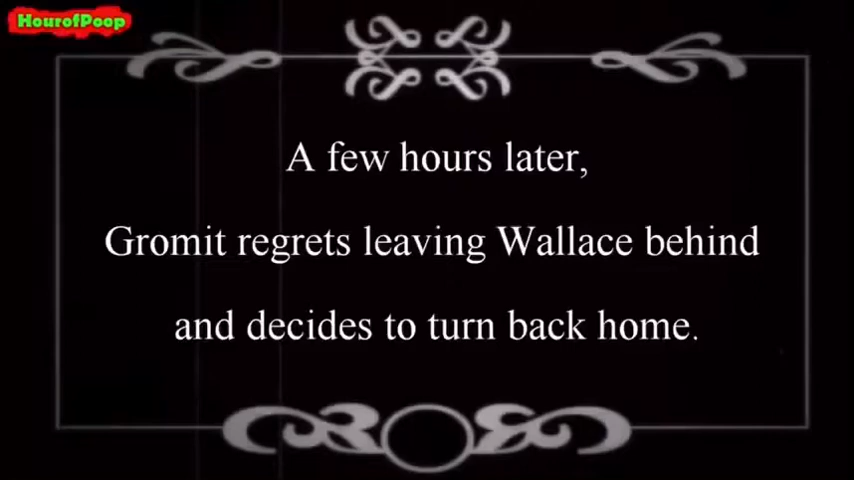 HourofPoop
A few hours later,
Gromit regrets leaving Wallace behind
and decides to turn back home.